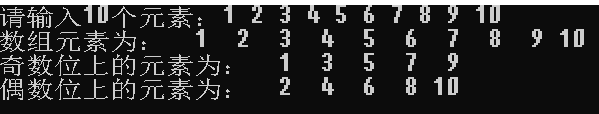 请输入10个元素：1 2 3 4 5 6 7 8 9 10
数组元素为： 1 2 3 4 5 6 7 8 9 10
奇数位上的元素为： 1 3 5 7 9
偶数位上的元素为： 2 4 6 8 10